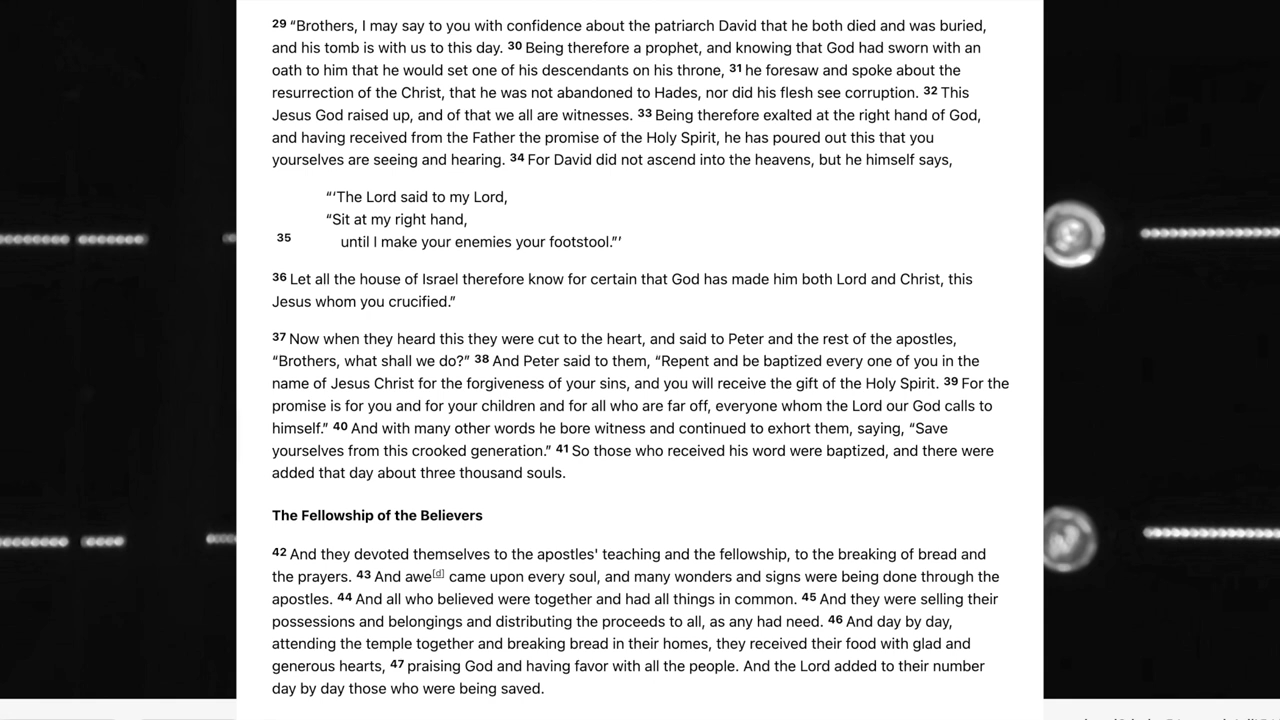 29 “Brothers, I may say to you with confidence about the patriarch David that he both died and was buried,
and his tomb is with us to this day. 30 Being therefore a prophet, and knowing that God had sworn with an
oath to him that he would set one of his descendants on his throne, 31 he foresaw and spoke about the
resurrection of the Christ, that he was not abandoned to Hades, nor did his flesh see corruption. 32 This
Jesus God raised up, and of that we all are witnesses. 33 Being therefore exalted at the right hand of God,
and having received from the Father the promise of the Holy Spirit, he has poured out this that you
yourselves are seeing and hearing. 34 For David did not ascend into the heavens, but he himself says,
“‘The Lord said to my Lord,
“Sit at my right hand,
35 until I make your enemies your footstool.”’
36 Let all the house of Israel therefore know for certain that God has made him both Lord and Christ, this
Jesus whom you crucified.”
37 Now when they heard this they were cut to the heart, and said to Peter and the rest of the apostles,
“Brothers, what shall we do?” 38 And Peter said to them, “Repent and be baptized every one of you in the
name of Jesus Christ for the forgiveness of your sins, and you will receive the gift of the Holy Spirit. 39 For the
promise is for you and for your children and for all who are far off, everyone whom the Lord our God calls to
himself.” 40 And with many other words he bore witness and continued to exhort them, saying, “Save
yourselves from this crooked generation.” 41 So those who received his word were baptized, and there were
added that day about three thousand souls.
The Fellowship of the Believers
42 And they devoted themselves to the apostles' teaching and the fellowship, to the breaking of bread and
the prayers. 43 And awe[d] came upon every soul, and many wonders and signs were being done through the
apostles. 44 And all who believed were together and had all things in common. 45 And they were selling their
possessions and belongings and distributing the proceeds to all, as any had need. 46 And day by day,
attending the temple together and breaking bread in their homes, they received their food with glad and
generous hearts, 47 praising God and having favor with all the people. And the Lord added to their number
day by day those who were being saved.